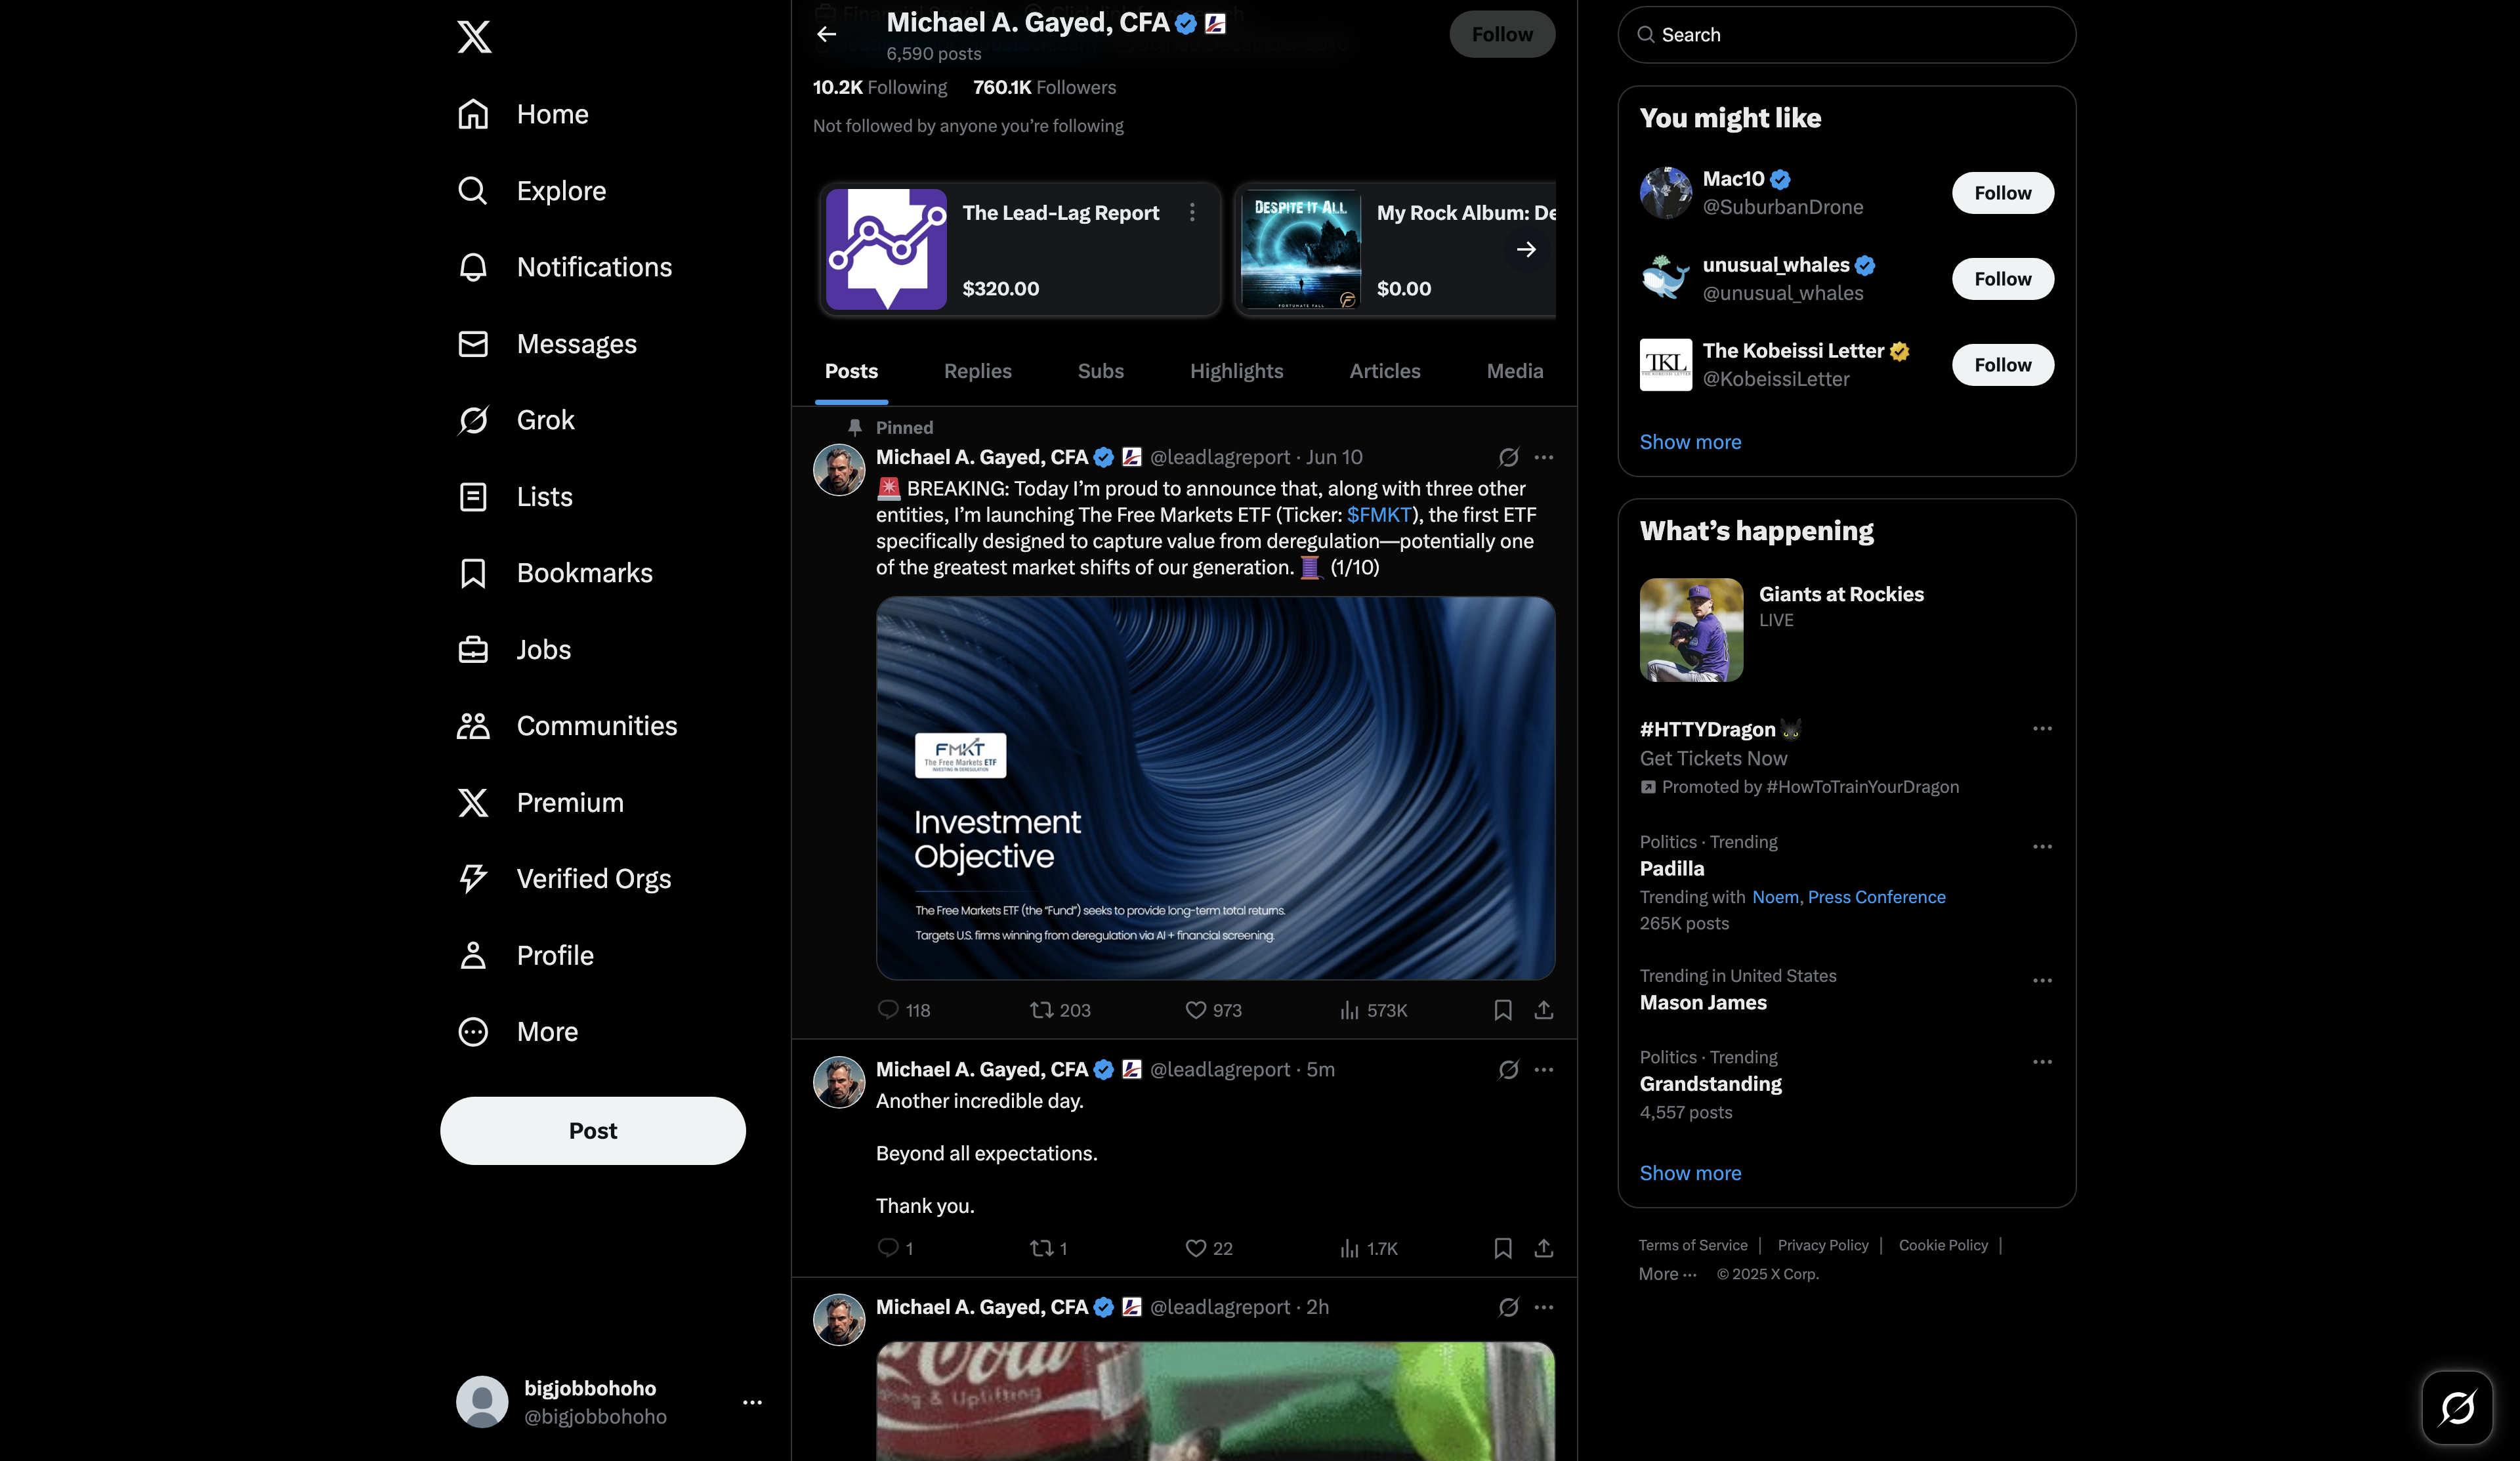 Home
Explore
Notifications
Messages
Grok
Lists
Bookmarks
Jobs
Communities
Premium
Verified Orgs
Profile
More
Post
bigjobbohoho
@bigjobbohoho
Michael A. Gayed, CFA
6,590 posts
Follow
10.2K Following 760.1K Followers
Not followed by anyone you're following
The Lead-Lag Report
$320.00
DESPITE IT ALL
FORTUNATE FALL
My Rock Album: De
$0.00
Posts Replies Subs Highlights Articles Media
Pinned
Michael A. Gayed, CFA @leadlagreport · Jun 10
🚨 BREAKING: Today I'm proud to announce that, along with three other
entities, I'm launching The Free Markets ETF (Ticker: $FMKT), the first ETF
specifically designed to capture value from deregulation—potentially one
of the greatest market shifts of our generation. 🧵 (1/10)
FMKT
The Free Markets ETF
INVESTING IN DEREGULATION
Investment
Objective
The Free Markets ETF (the "Fund") seeks to provide long-term total returns.
Targets U.S. firms winning from deregulation via AI + financial screening.
118 203 973 573K
Michael A. Gayed, CFA @leadlagreport · 5m
Another incredible day.
Beyond all expectations.
Thank you.
1 1 22 1.7K
Michael A. Gayed, CFA @leadlagreport · 2h
Cola
& Uplifting
Search
You might like
Mac10
@SuburbanDrone
Follow
unusual_whales
@unusual_whales
Follow
TKL
THE KOBEISSI LETTER
The Kobeissi Letter
@KobeissiLetter
Follow
Show more
What's happening
Giants at Rockies
LIVE
#HTTYDragon
Get Tickets Now
Promoted by #HowToTrainYourDragon
Politics · Trending
Padilla
Trending with Noem, Press Conference
265K posts
Trending in United States
Mason James
Politics · Trending
Grandstanding
4,557 posts
Show more
Terms of Service | Privacy Policy | Cookie Policy |
More ··· © 2025 X Corp.